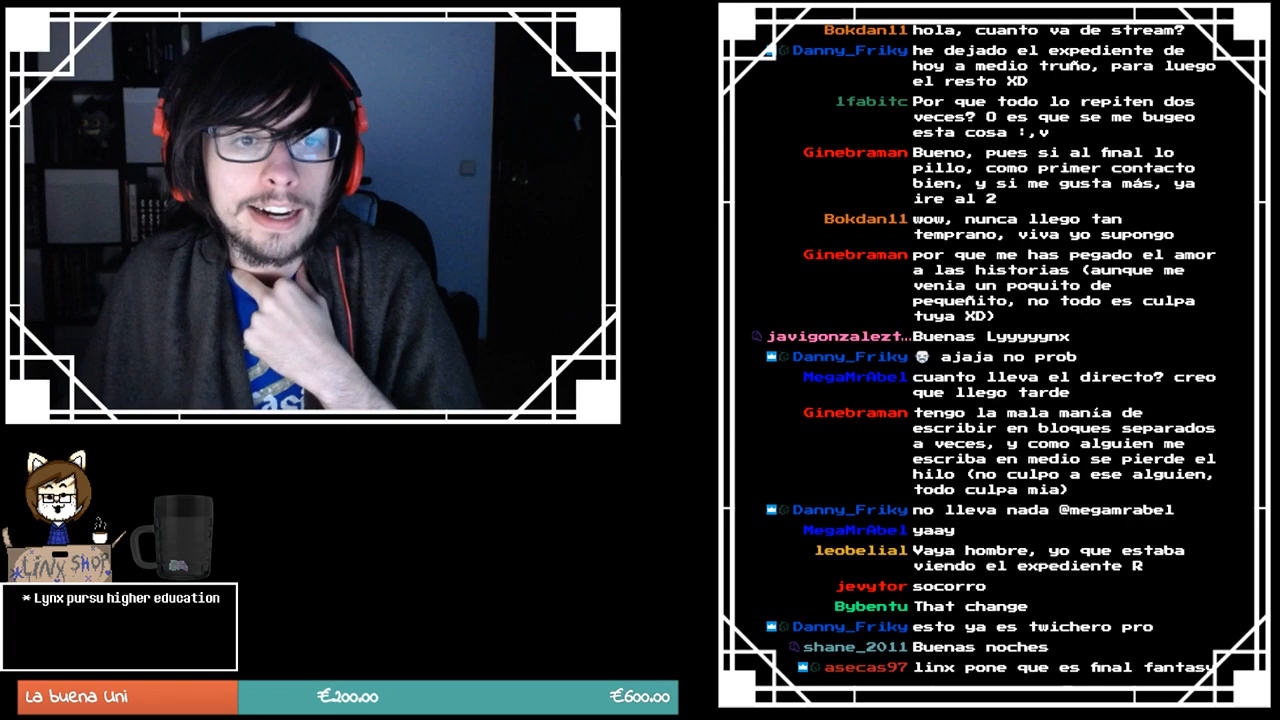 Bokdan11 hola, cuanto va de stream?
Danny_Friky he dejado el expediente de
hoy a medio truño, para luego
el resto XD
1fabitc Por que todo lo repiten dos
veces? O es que se me bugeo
esta cosa :,v
Ginebraman Bueno, pues si al final lo
pillo, como primer contacto
bien, y si me gusta más, ya
ire al 2
Bokdan11 wow, nunca llego tan
temprano, viva yo supongo
Ginebraman por que me has pegado el amor
a las historias (aunque me
venia un poquito de
pequeñito, no todo es culpa
tuya XD)
javigonzalezt… Buenas Lyyyyynx
Danny_Friky ajaja no prob
MegaMrAbel cuanto lleva el directo? creo
que llego tarde
Ginebraman tengo la mala manía de
escribir en bloques separados
a veces, y como alguien me
escriba en medio se pierde el
hilo (no culpo a ese alguien,
todo culpa mia)
Danny_Friky no lleva nada @megamrabel
MegaMrAbel yaay
leobelial Vaya hombre, yo que estaba
viendo el expediente R
jevytor socorro
Bybentu That change
Danny_Friky esto ya es twichero pro
shane_2011 Buenas noches
asecas97 linx pone que es final fantasy
LiNX SHOP
* Lynx pursu higher education
La buena Uni €200.00 €600.00